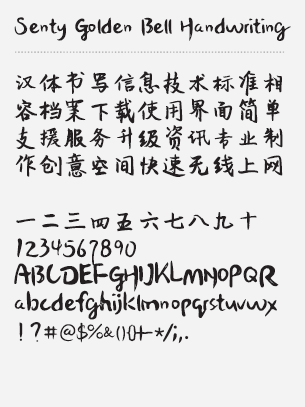 Senty Golden Bell Handwriting
汉体书写信息技术标准相
容档案下载使用界面简单
支援服务升级资讯专业制
作创意空间快速无线上网
一二三四五六七八九十
1234567890
ABCDEFGHIJKLMNOPQR
abcdefghijklmnopqrstuvwx
!?#@$%&(){}+-*/;,.